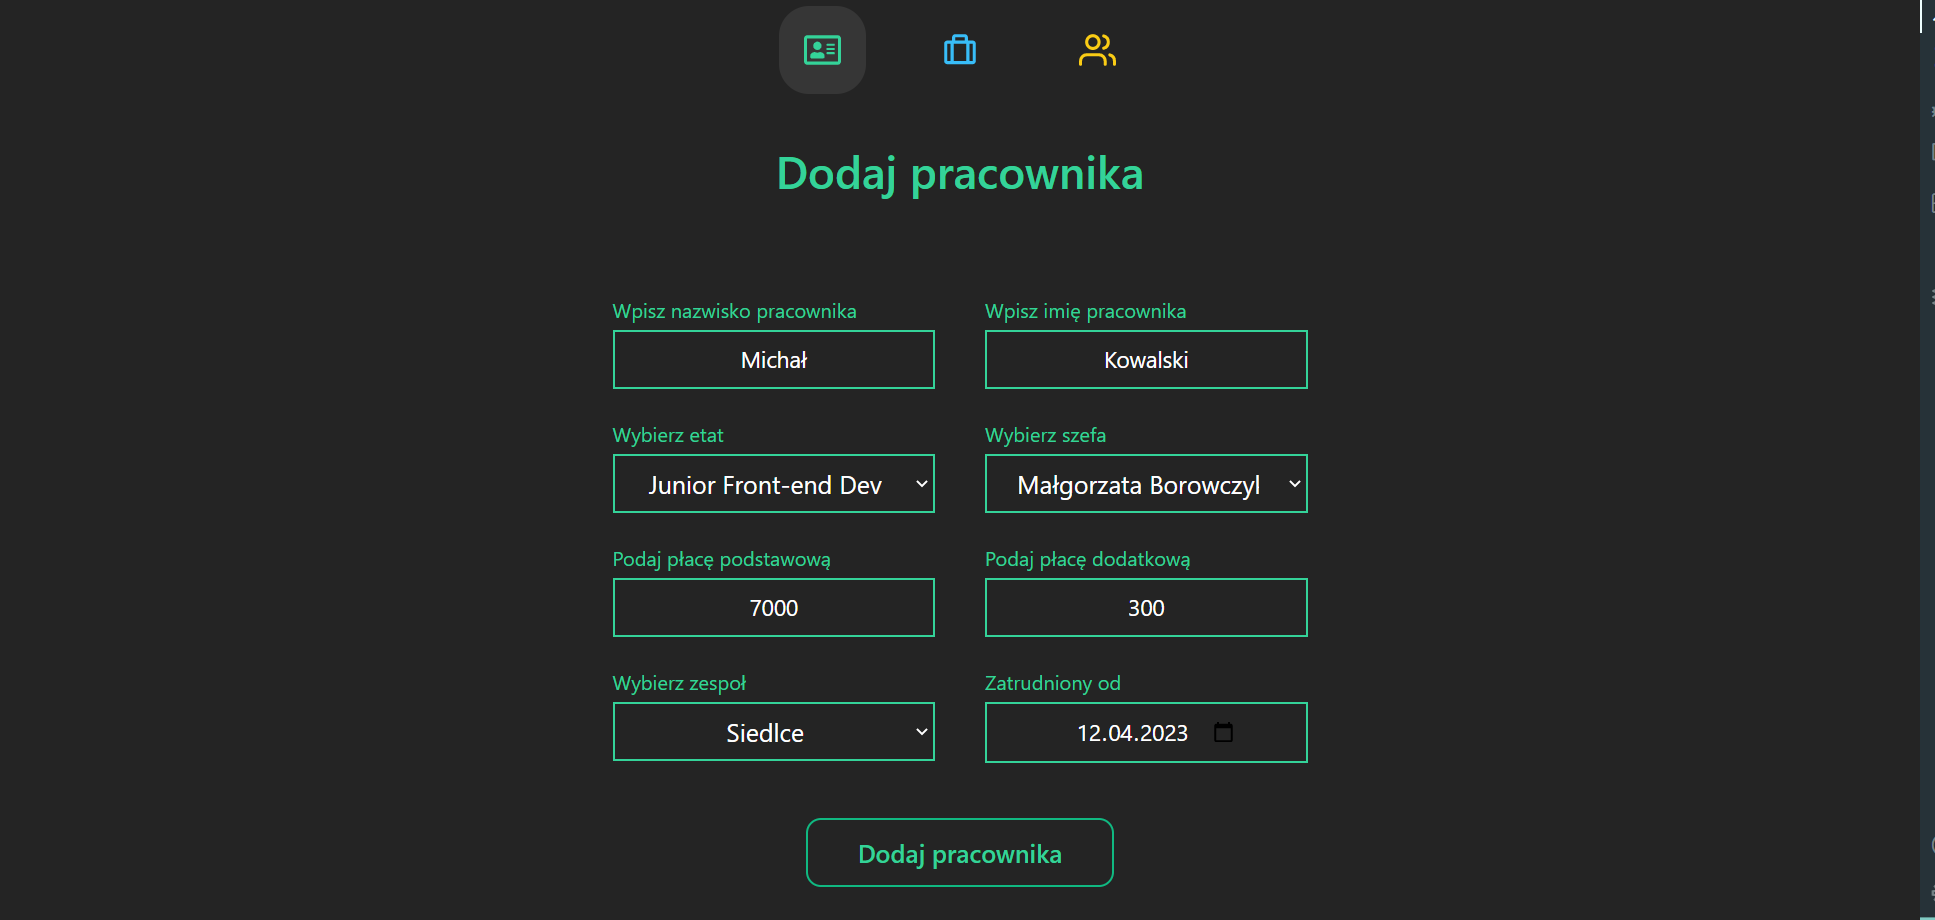 Dodaj pracownika
Wpisz nazwisko pracownika
Wpisz imię pracownika
Michał
Kowalski
Wybierz etat
Wybierz szefa
Junior Front-end Dev
Małgorzata Borowczyl
Podaj płacę podstawową
Podaj płacę dodatkową
7000
300
Wybierz zespoł
Zatrudniony od
Siedlce
12.04.2023
Dodaj pracownika